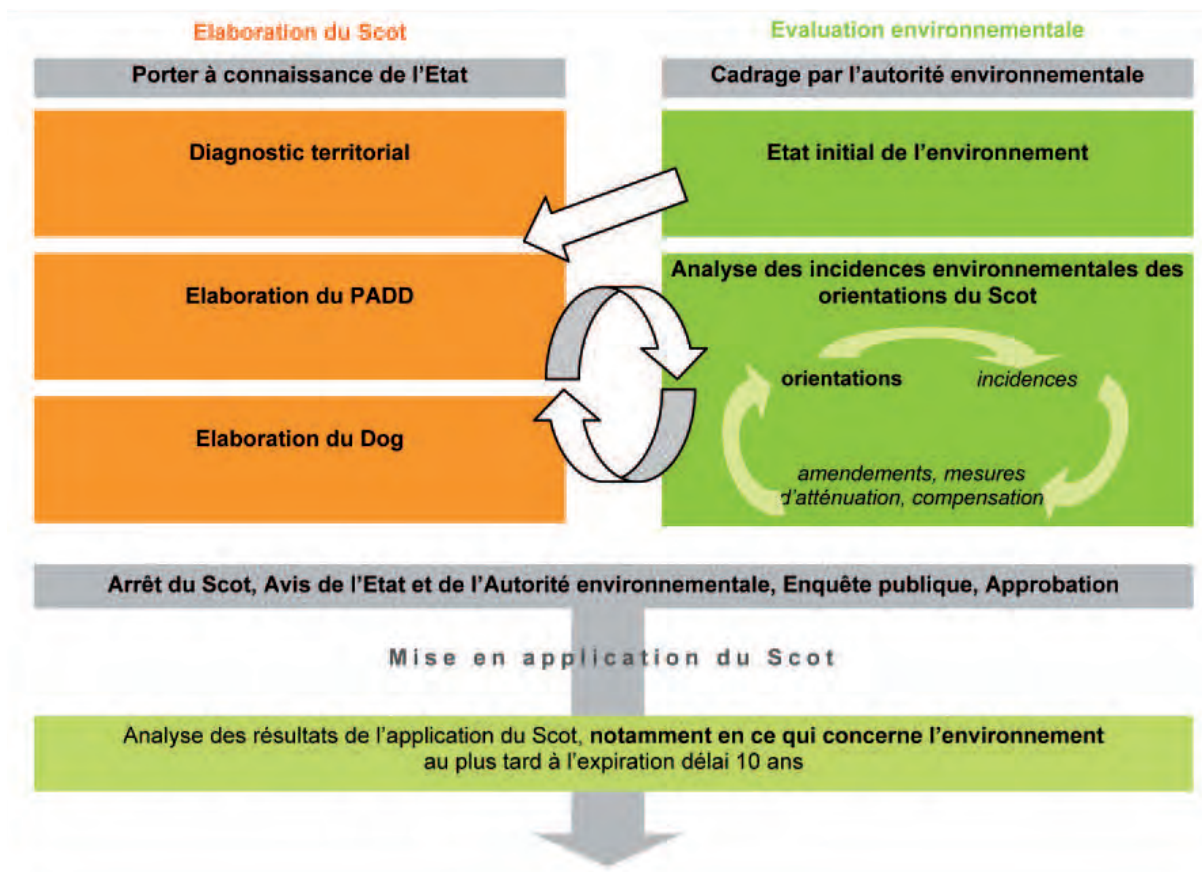 Elaboration du Scot
Evaluation environnementale
Porter à connaissance de l'Etat
Cadrage par l'autorité environnementale
Diagnostic territorial
Etat initial de l'environnement
Elaboration du PADD
Analyse des incidences environnementales des
orientations du Scot
orientations
incidences
Elaboration du Dog
amendements, mesures
d'atténuation, compensation
Arrêt du Scot, Avis de l'Etat et de l'Autorité environnementale, Enquête publique, Approbation
Mise en application du Scot
Analyse des résultats de l'application du Scot, notamment en ce qui concerne l'environnement
au plus tard à l'expiration délai 10 ans